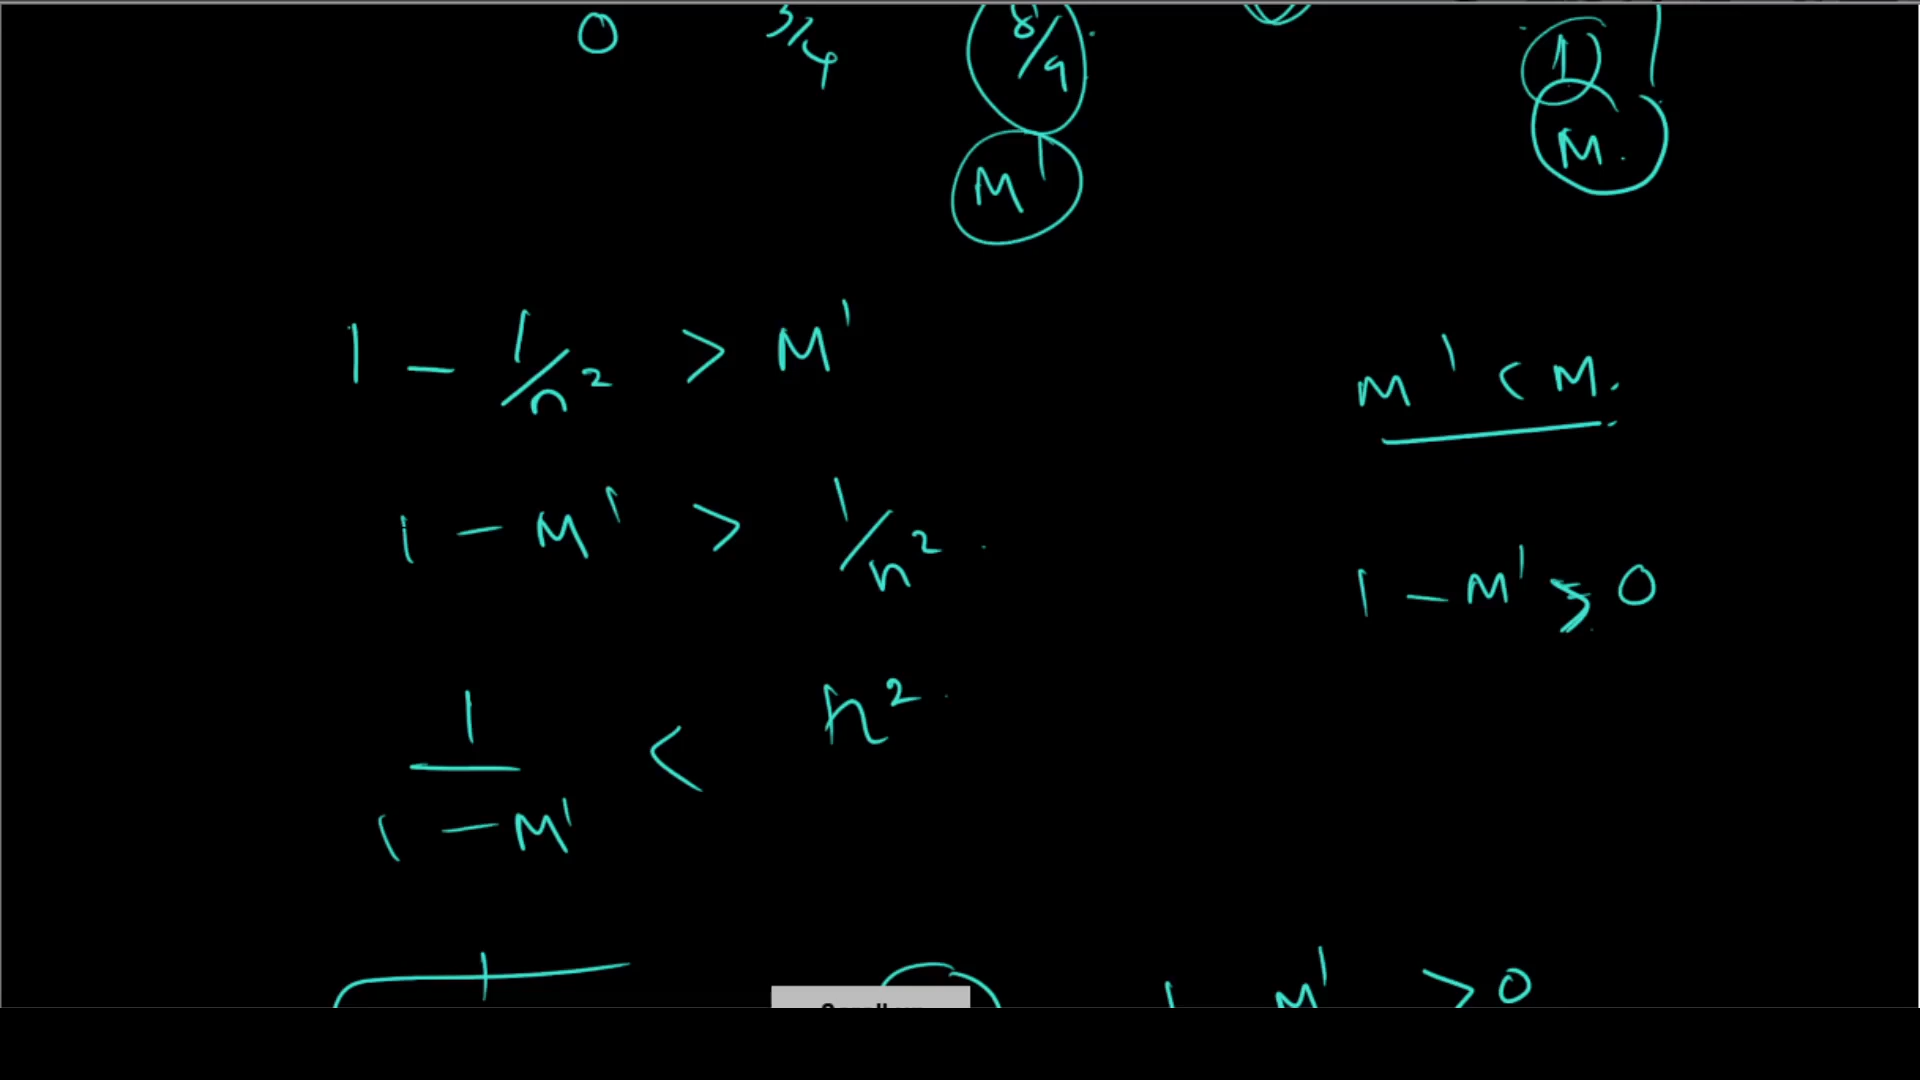 0 3/4 8/9 1
M' M.
1 - 1/n² > M'
M' < M.
1 - M' > 1/n²
1 - M' > 0
1/(1 - M') < n²
1 M' > 0